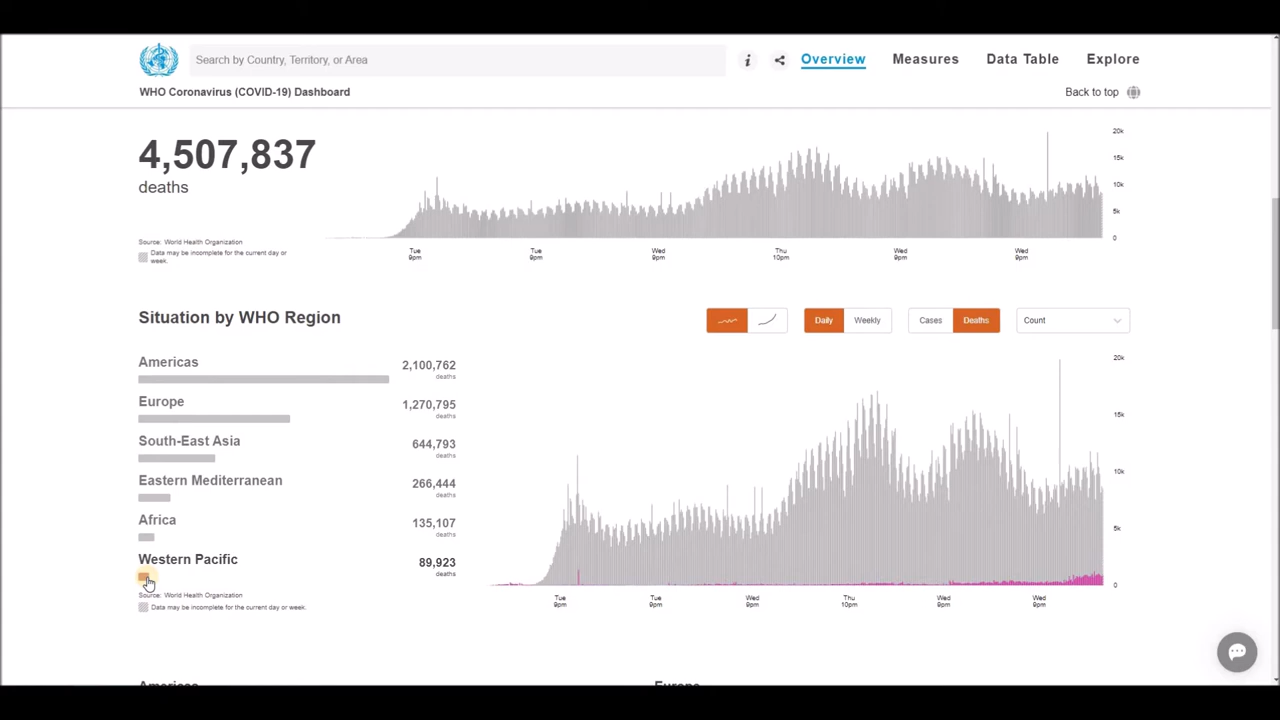 Search by Country, Territory, or Area
i
Overview
Measures
Data Table
Explore
WHO Coronavirus (COVID-19) Dashboard
Back to top
4,507,837
deaths
20k
15k
10k
5k
0
Source: World Health Organization
Data may be incomplete for the current day or
week.
Tue
9pm
Tue
9pm
Wed
9pm
Thu
10pm
Wed
9pm
Wed
9pm
Situation by WHO Region
Daily
Weekly
Cases
Deaths
Count
Americas
2,100,762
deaths
Europe
1,270,795
deaths
South-East Asia
644,793
deaths
Eastern Mediterranean
266,444
deaths
Africa
135,107
deaths
Western Pacific
89,923
deaths
20k
15k
10k
5k
0
Tue
9pm
Tue
9pm
Wed
9pm
Thu
10pm
Wed
9pm
Wed
9pm
Source: World Health Organization
Data may be incomplete for the current day or week.
Americas
Europe